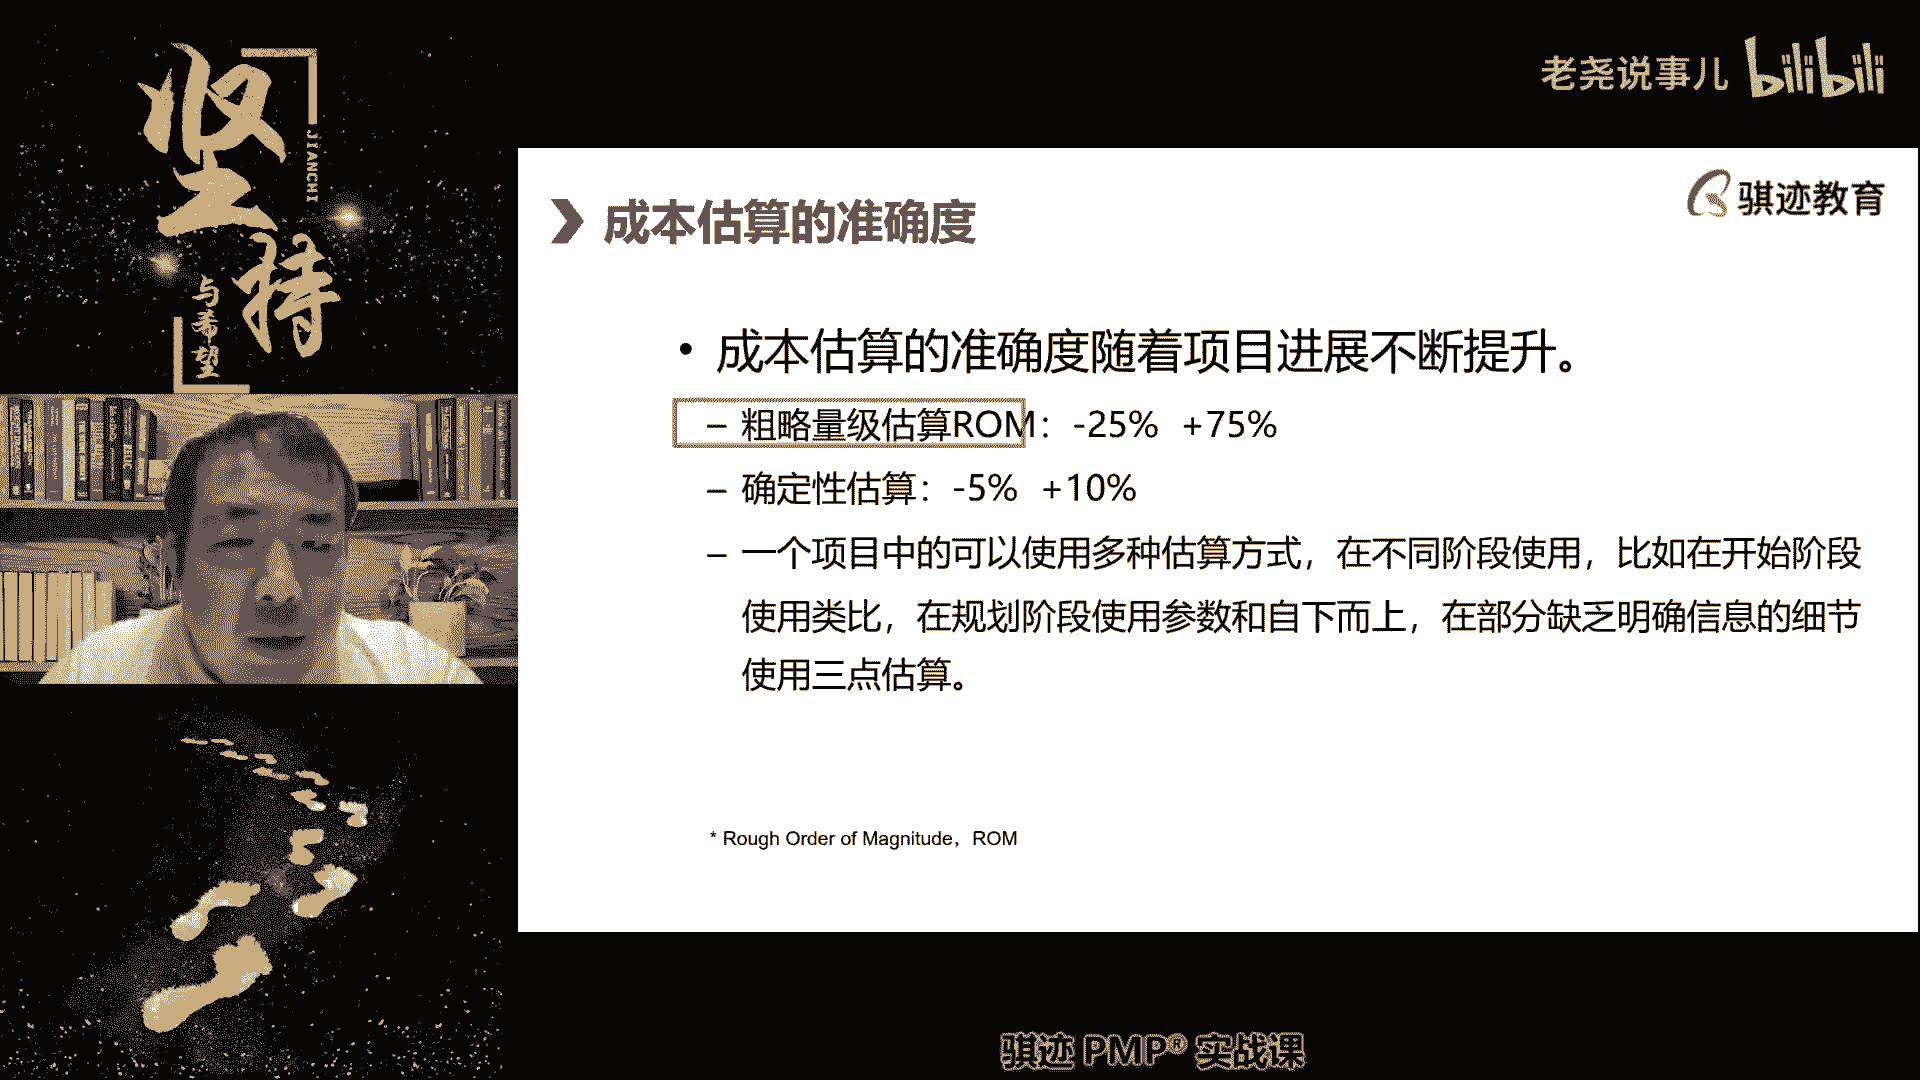 坚持
JIANCHI
与希望
老尧说事儿 bilibili
骐迹教育
成本估算的准确度
• 成本估算的准确度随着项目进展不断提升。
– 粗略量级估算ROM：-25% +75%
– 确定性估算：-5% +10%
– 一个项目中的可以使用多种估算方式，在不同阶段使用，比如在开始阶段
使用类比，在规划阶段使用参数和自下而上，在部分缺乏明确信息的细节
使用三点估算。
* Rough Order of Magnitude，ROM
骐迹 PMP® 实战课